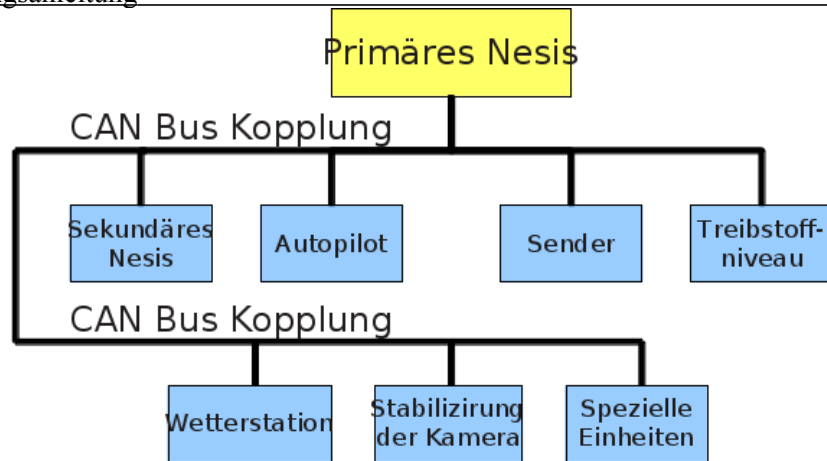 Primäres Nesis
CAN Bus Kopplung
Sekundäres
Nesis
Autopilot
Sender
Treibstoff-
niveau
CAN Bus Kopplung
Wetterstation
Stabilizirung
der Kamera
Spezielle
Einheiten